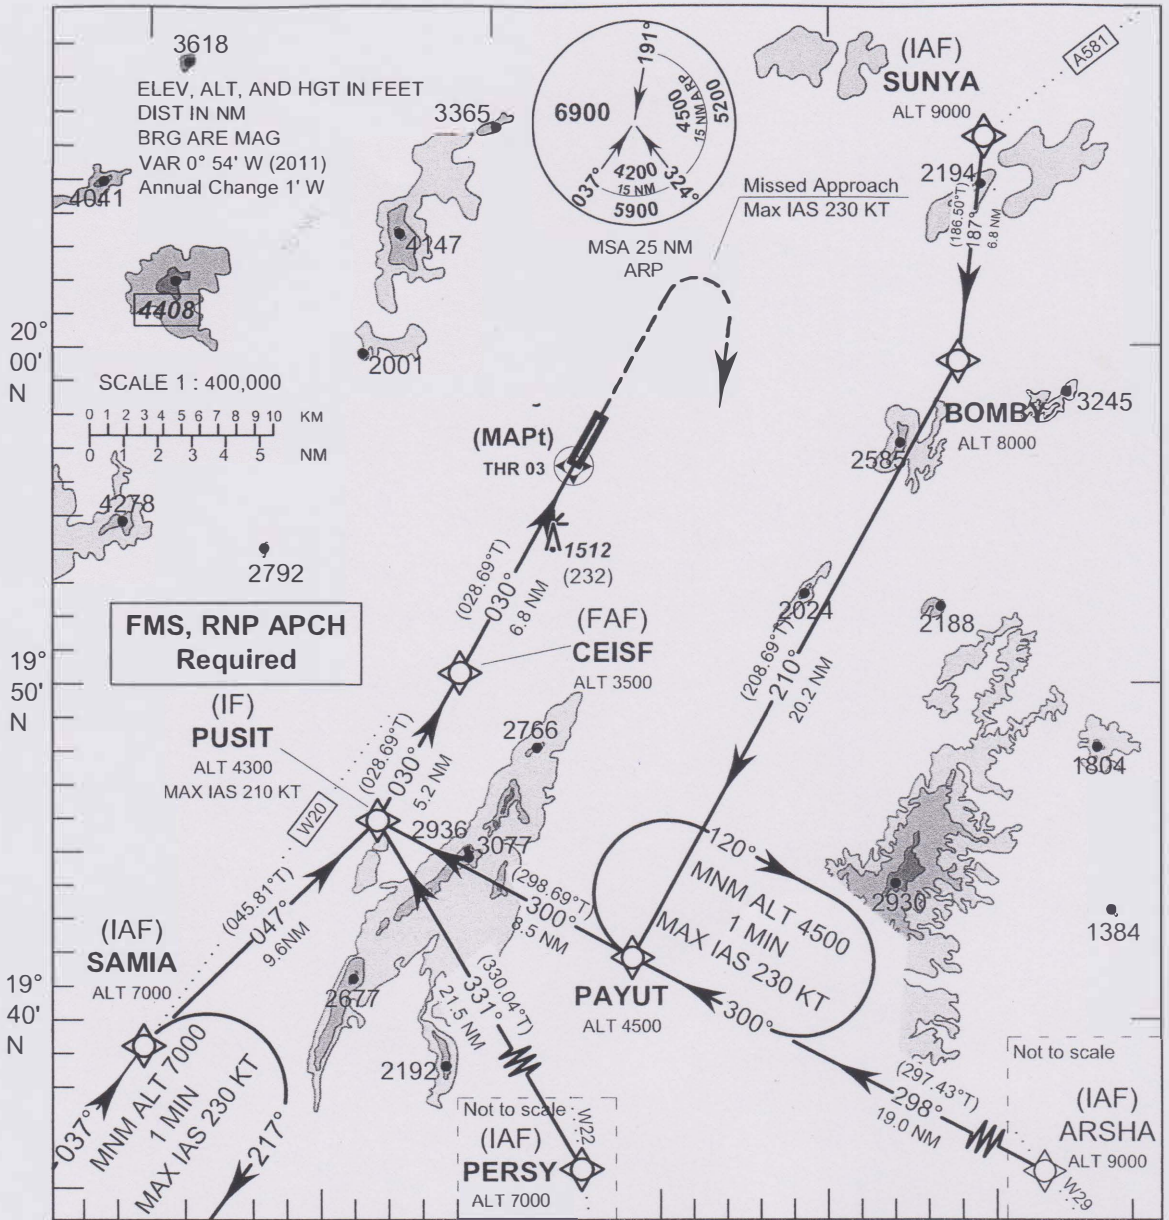 3618
ELEV, ALT, AND HGT IN FEET
DIST IN NM
BRG ARE MAG
VAR 0° 54' W (2011)
Annual Change 1' W
3365
4041
4147
4408
2001
20°
00'
N
SCALE 1 : 400,000
0 1 2 3 4 5 6 7 8 9 10 KM
0 1 2 3 4 5 NM
4278
2792
191°
6900
4500
15 NM ARP
5200
037°
4200
15 NM
324°
5900
MSA 25 NM
ARP
Missed Approach
Max IAS 230 KT
(IAF)
SUNYA
ALT 9000
A581
2194
(186.50°T)
187°
6.8 NM
BOMBY
ALT 8000
3245
2585
(MAPt)
THR 03
1512
(232)
(028.69°T)
030°
6.8 NM
2024
2188
(208.69°T)
210°
20.2 NM
FMS, RNP APCH
Required
(FAF)
CEISF
ALT 3500
19°
50'
N
(IF)
PUSIT
ALT 4300
MAX IAS 210 KT
(028.69°T)
030°
5.2 NM
2766
1804
W20
2936
3077
(298.69°T)
300°
8.5 NM
120°
MNM ALT 4500
1 MIN
MAX IAS 230 KT
300°
2930
1384
(045.81°T)
047°
9.6NM
(IAF)
SAMIA
ALT 7000
19°
40'
N
2677
(330.04°T)
331°
21.5 NM
PAYUT
ALT 4500
2192
037°
MNM ALT 7000
1 MIN
MAX IAS 230 KT
217°
Not to scale
W22
(IAF)
PERSY
ALT 7000
(297.43°T)
298°
19.0 NM
Not to scale
(IAF)
ARSHA
ALT 9000
W29